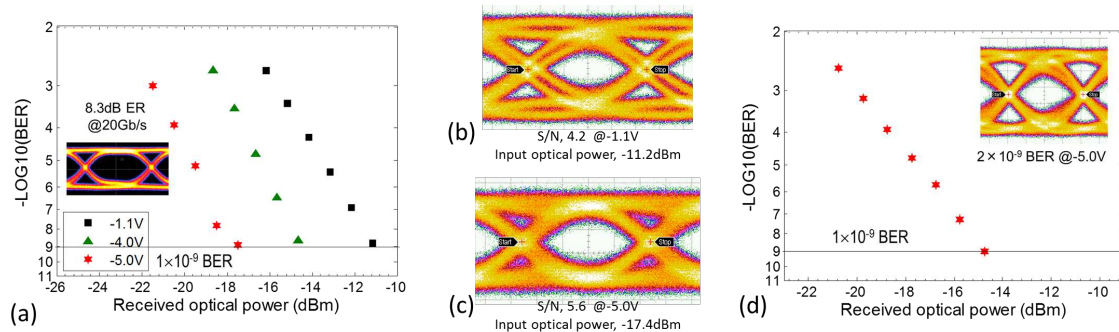 2
3
4
5
6
7
8
9
10
11
-LOG10(BER)
8.3dB ER
@20Gb/s
-1.1V
-4.0V
-5.0V
1×10-9 BER
-26 -24 -22 -20 -18 -16 -14 -12 -10
Received optical power (dBm)
(a)
Start Stop
(b)
S/N, 4.2 @-1.1V
Input optical power, -11.2dBm
Start Stop
(c)
S/N, 5.6 @-5.0V
Input optical power, -17.4dBm
2
3
4
5
6
7
8
9
10
11
-LOG10(BER)
Start Stop
2×10-9 BER @-5.0V
1×10-9 BER
-22 -20 -18 -16 -14 -12 -10
Received optical power (dBm)
(d)